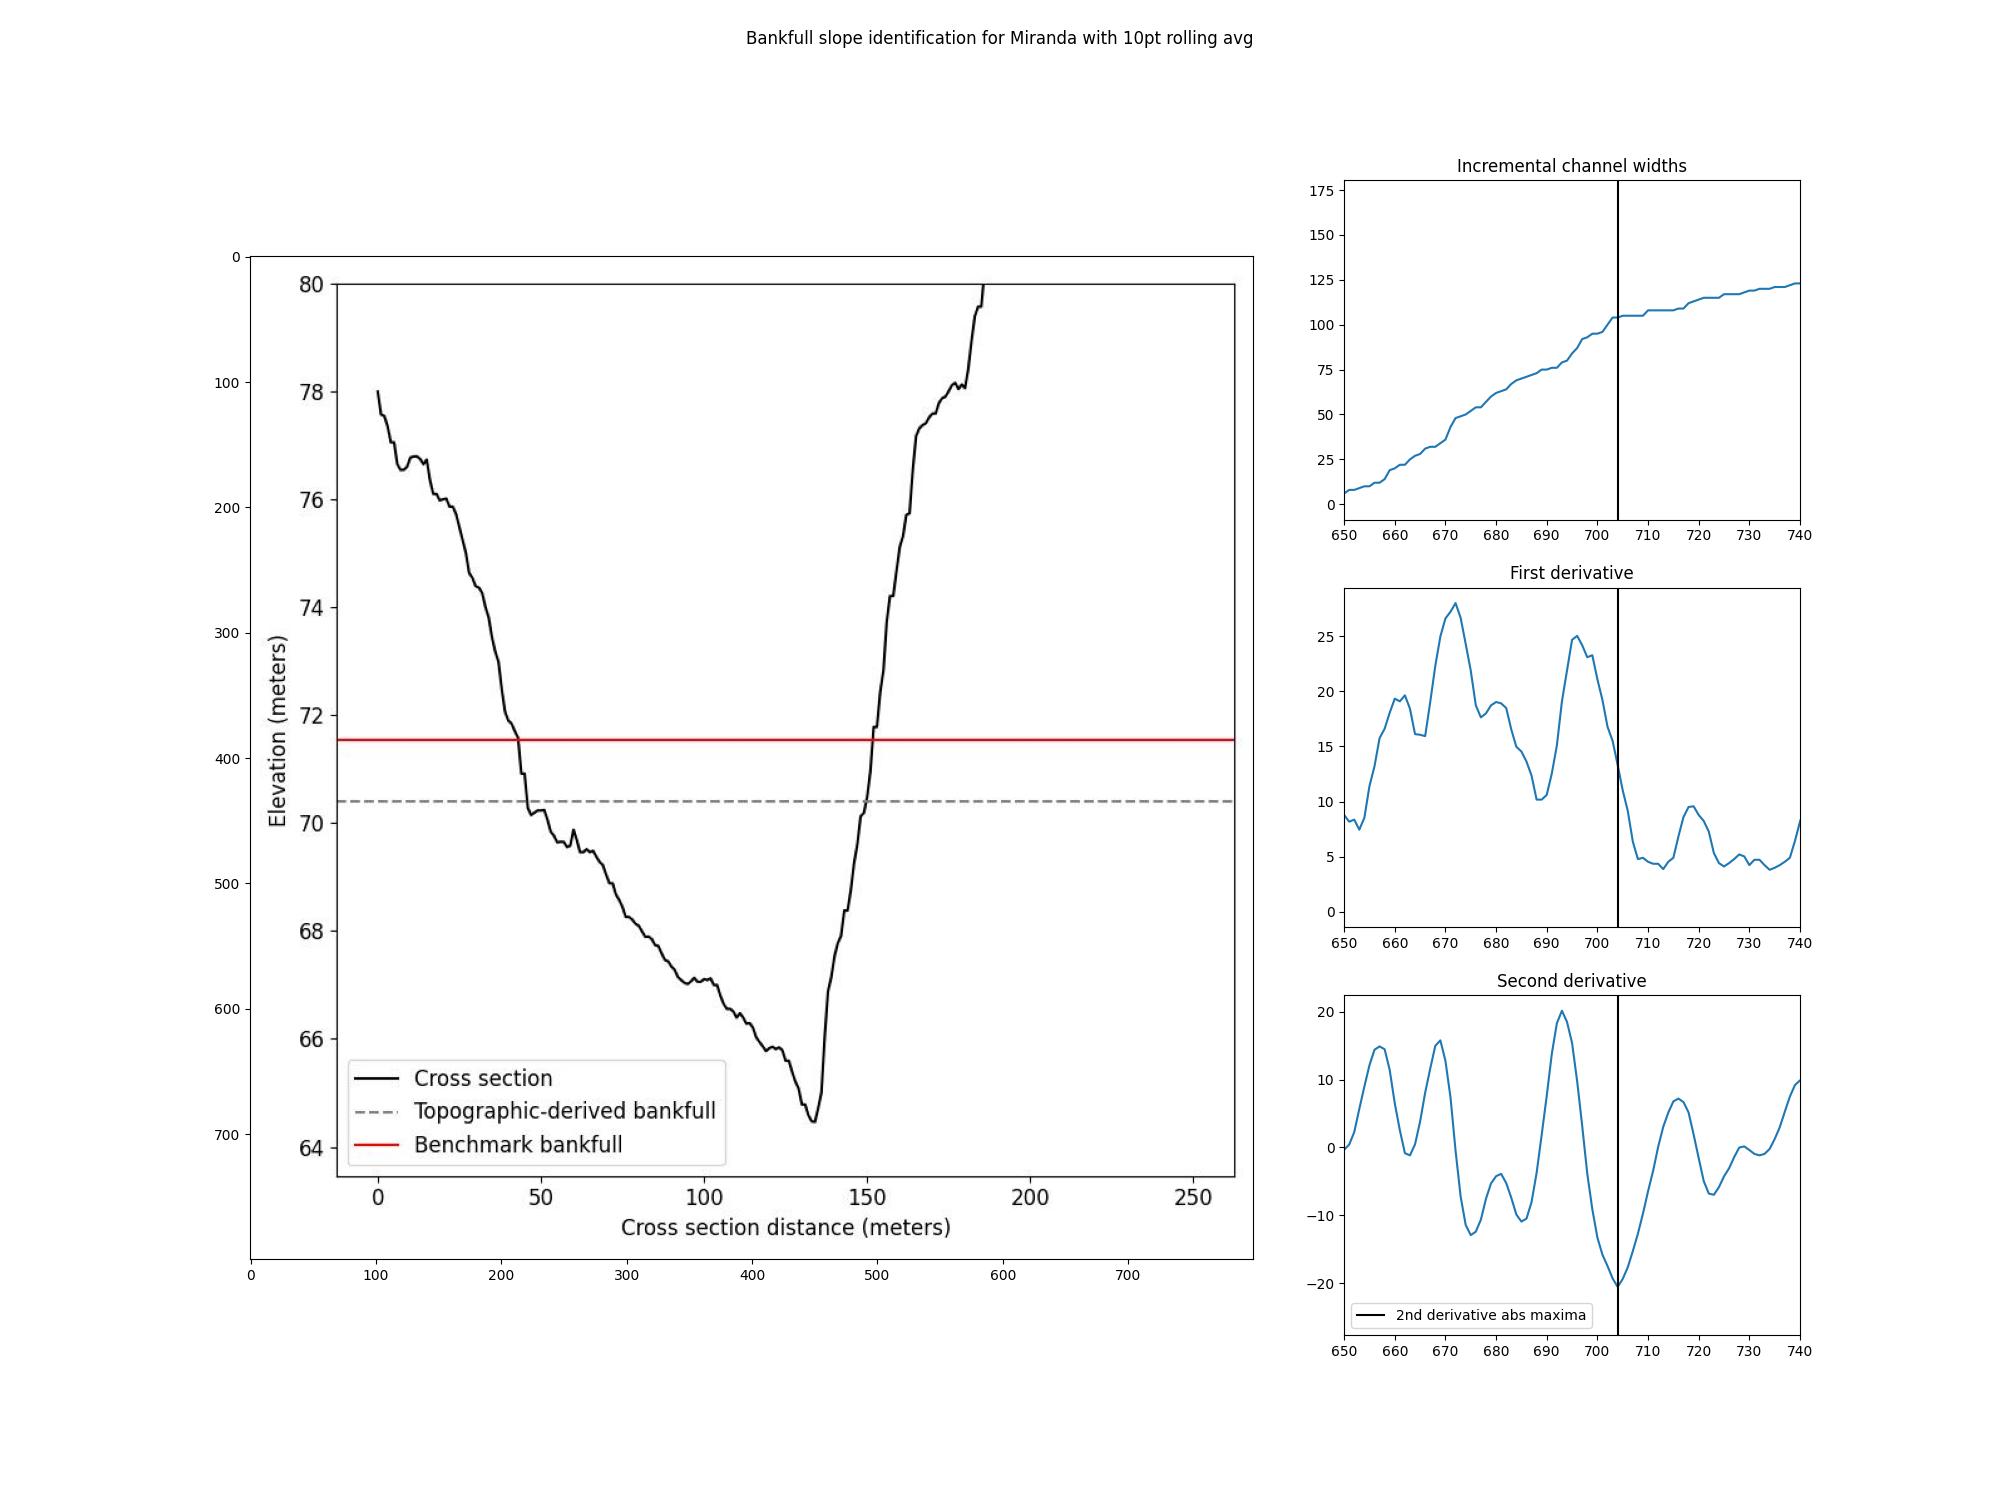 Bankfull slope identification for Miranda with 10pt rolling avg
0
100
200
300
400
500
600
700
80
78
76
74
72
70
68
66
64
Elevation (meters)
Cross section
Topographic-derived bankfull
Benchmark bankfull
0 50 100 150 200 250
Cross section distance (meters)
0 100 200 300 400 500 600 700
Incremental channel widths
175
150
125
100
75
50
25
0
650 660 670 680 690 700 710 720 730 740
First derivative
25
20
15
10
5
0
650 660 670 680 690 700 710 720 730 740
Second derivative
20
10
0
−10
−20
2nd derivative abs maxima
650 660 670 680 690 700 710 720 730 740